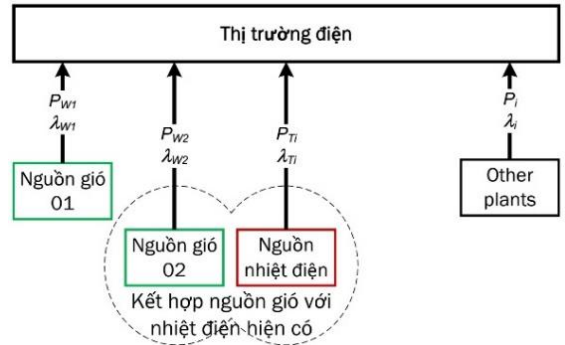 Thị trường điện
P_W1
λ_W1
P_W2
λ_W2
P_Ti
λ_Ti
P_i
λ_i
Nguồn gió
01
Other
plants
Nguồn gió
02
Nguồn
nhiệt điện
Kết hợp nguồn gió với
nhiệt điện hiện có